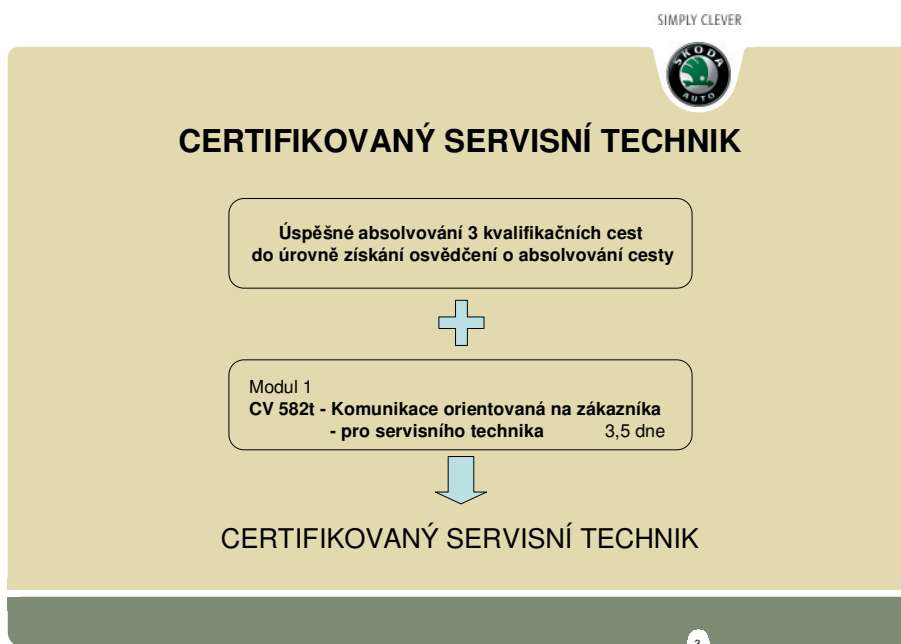 SIMPLY CLEVER
ŠKODA
AUTO
CERTIFIKOVANÝ SERVISNÍ TECHNIK
Úspěšné absolvování 3 kvalifikačních cest
do úrovně získání osvědčení o absolvování cesty
Modul 1
CV 582t - Komunikace orientovaná na zákazníka
- pro servisního technika 3,5 dne
CERTIFIKOVANÝ SERVISNÍ TECHNIK